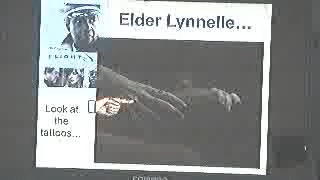 Elder Lynnelle...
FLIGHT
Look at
the
tattoos...